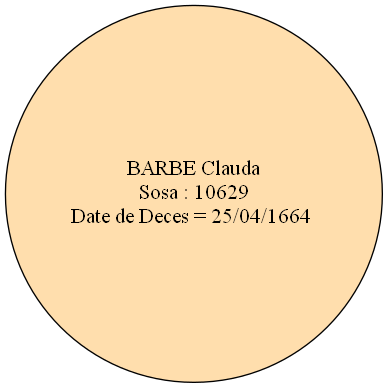 BARBE Clauda
Sosa : 10629
Date de Deces = 25/04/1664